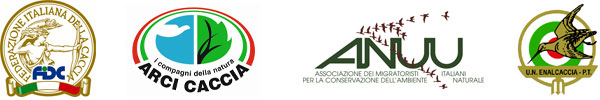 FEDERAZIONE ITALIANA DELLA CACCIA
FIDC
i compagni della natura
ARCI CACCIA
ANUU
ASSOCIAZIONE DEI MIGRATORISTI ITALIANI
PER LA CONSERVAZIONE DELL'AMBIENTE NATURALE
U.N. ENALCACCIA - P.T.